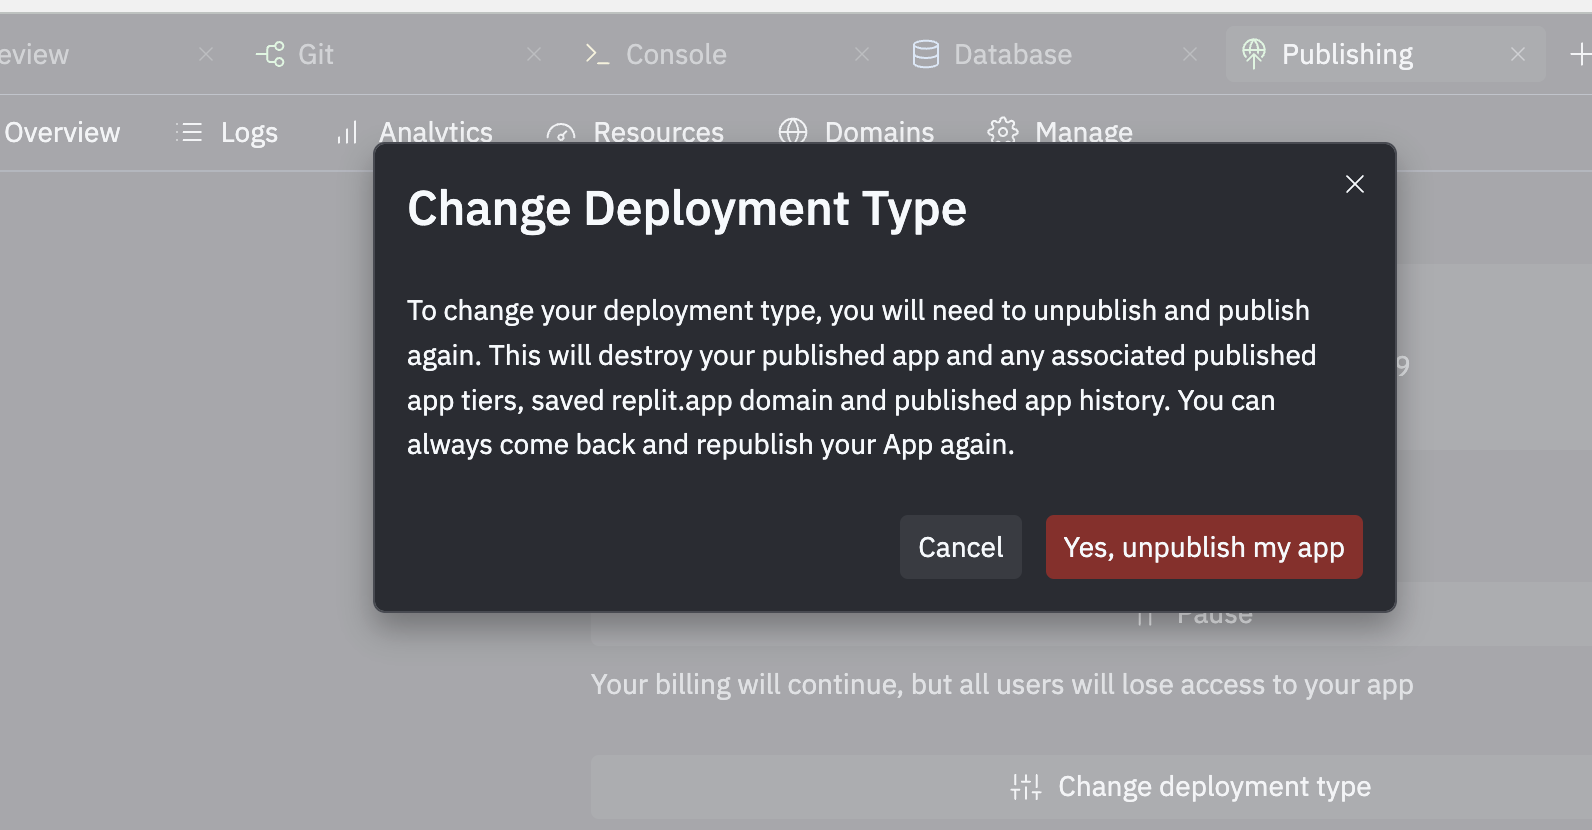 eview
Git
Console
Database
Publishing
Overview
Logs
Analytics
Resources
Domains
Manage
Change Deployment Type
To change your deployment type, you will need to unpublish and publish
again. This will destroy your published app and any associated published
app tiers, saved replit.app domain and published app history. You can
always come back and republish your App again.
9
Cancel
Yes, unpublish my app
Pause
Your billing will continue, but all users will lose access to your app
Change deployment type